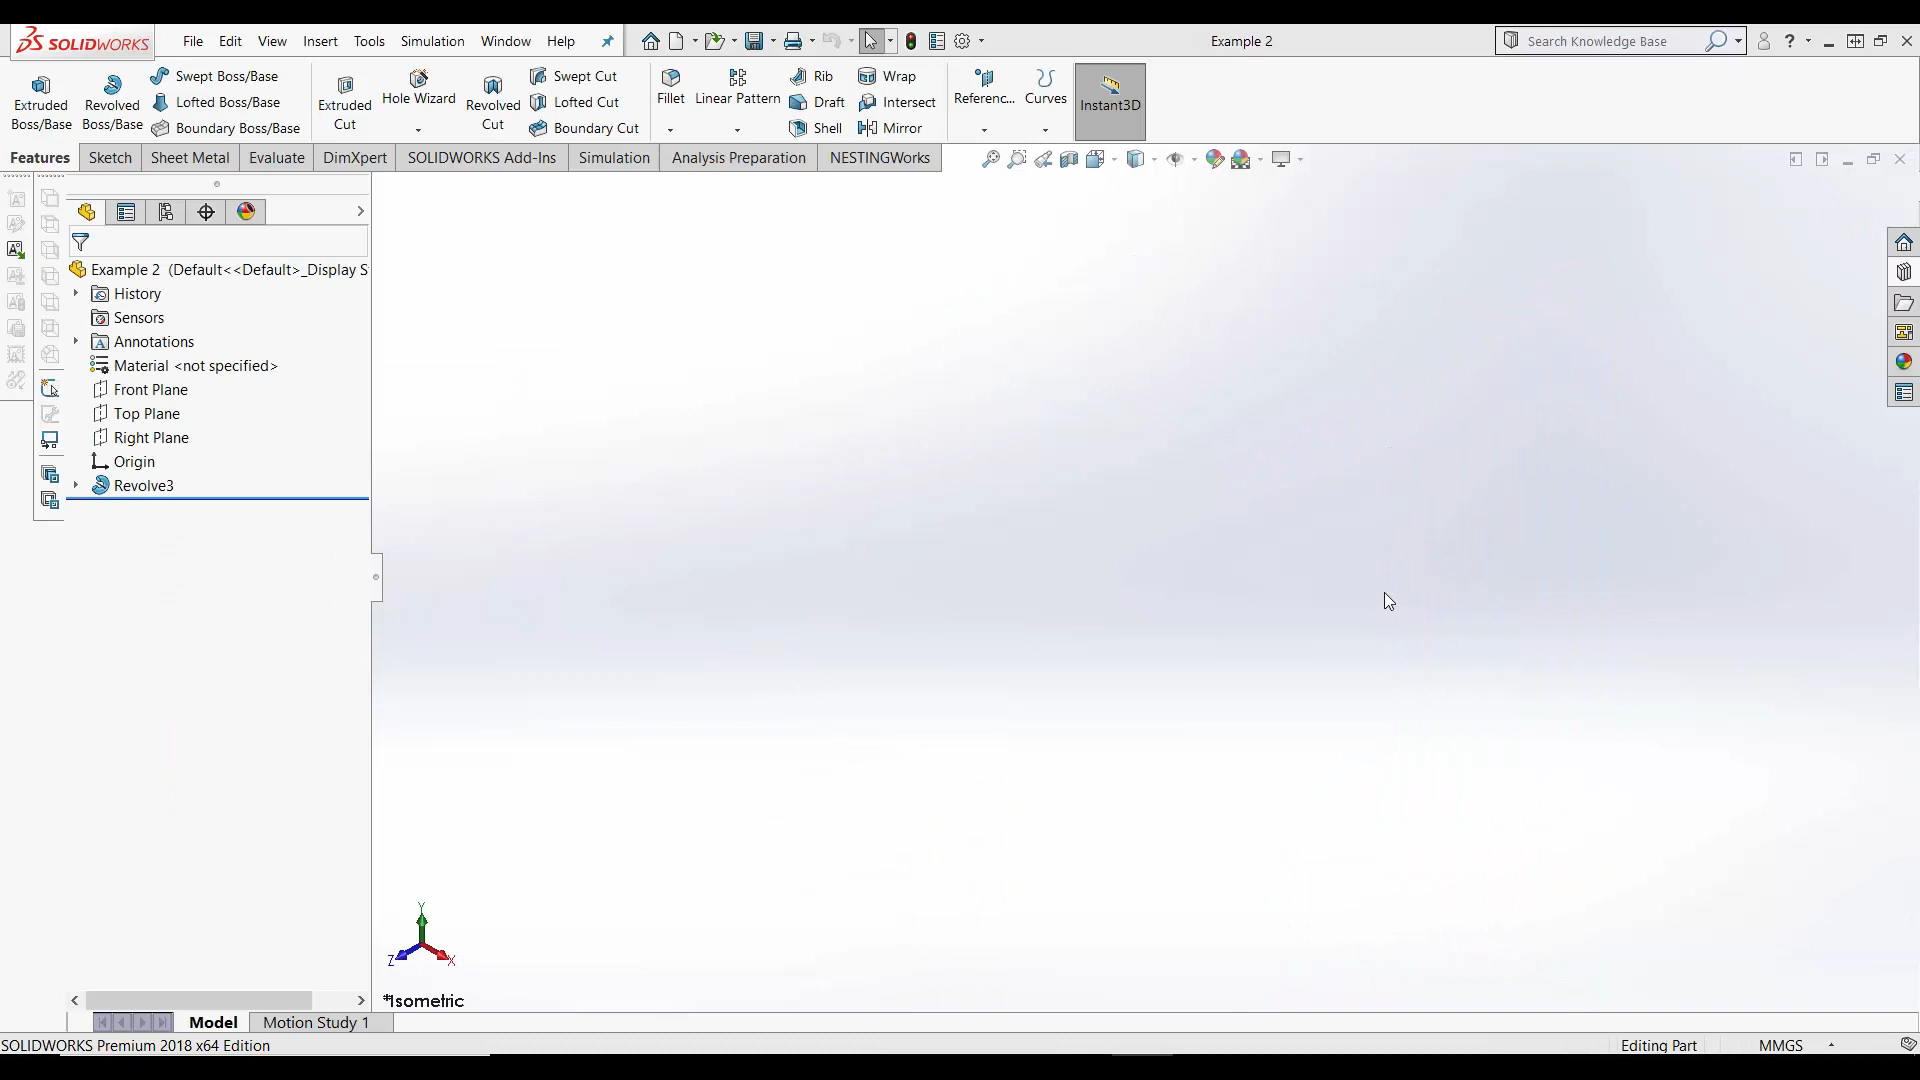 SOLIDWORKS File Edit View Insert Tools Simulation Window Help Example 2 Search Knowledge Base ?
Extruded Boss/Base
Revolved Boss/Base
Swept Boss/Base
Lofted Boss/Base
Boundary Boss/Base
Extruded Cut
Hole Wizard
Revolved Cut
Swept Cut
Lofted Cut
Boundary Cut
Fillet
Linear Pattern
Rib
Draft
Shell
Wrap
Intersect
Mirror
Referenc...
Curves
Instant3D
Features Sketch Sheet Metal Evaluate DimXpert SOLIDWORKS Add-Ins Simulation Analysis Preparation NESTINGWorks
Example 2 (Default<<Default>_Display S
History
Sensors
Annotations
Material <not specified>
Front Plane
Top Plane
Right Plane
Origin
Revolve3
Y
Z X
*Isometric
Model Motion Study 1
SOLIDWORKS Premium 2018 x64 Edition Editing Part MMGS